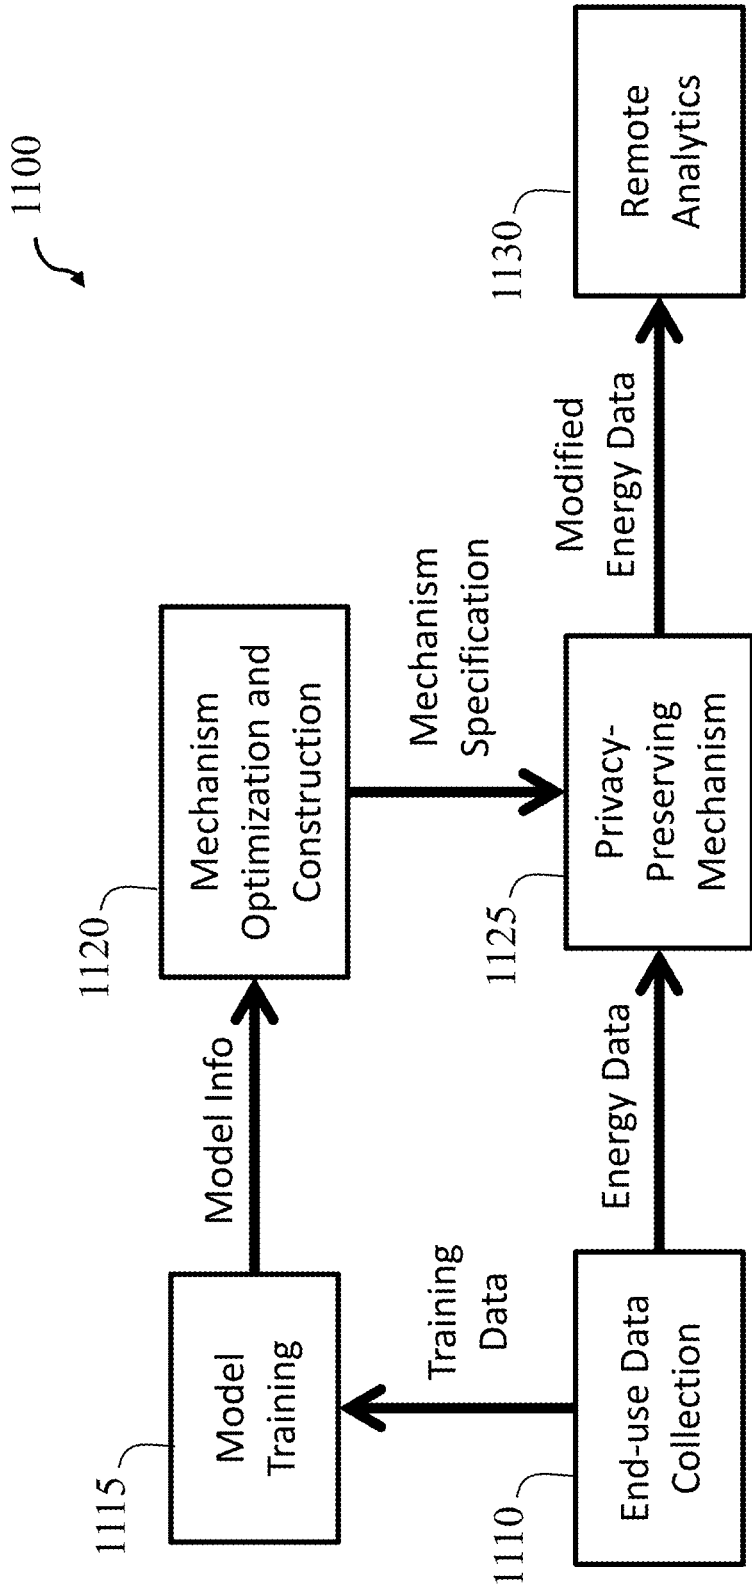 1100
1115
Model
Training
Model Info
1120
Mechanism
Optimization and
Construction
Training
Data
Mechanism
Specification
1110
End-use Data
Collection
Energy Data
1125
Privacy-
Preserving
Mechanism
Modified
Energy Data
1130
Remote
Analytics